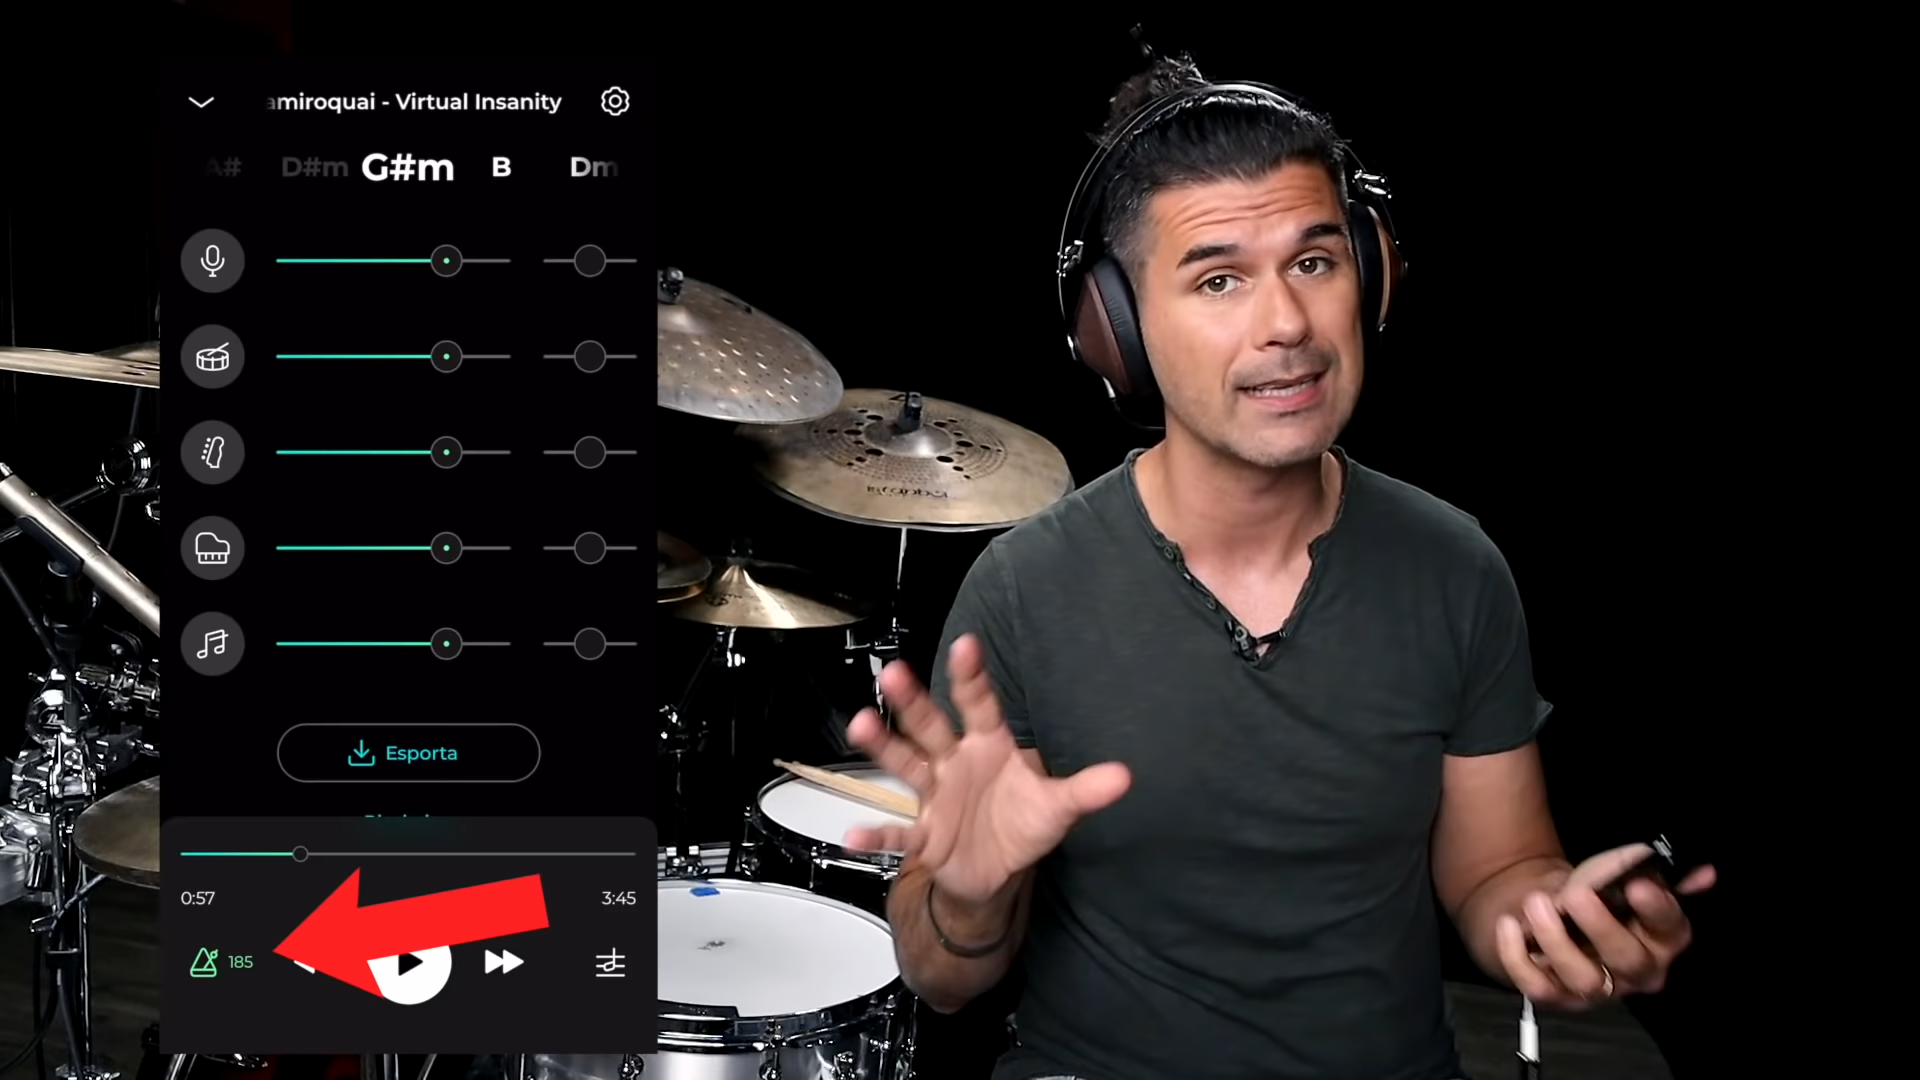 amiroquai - Virtual Insanity
A# D#m G#m B Dm
Esporta
0:57 3:45
185